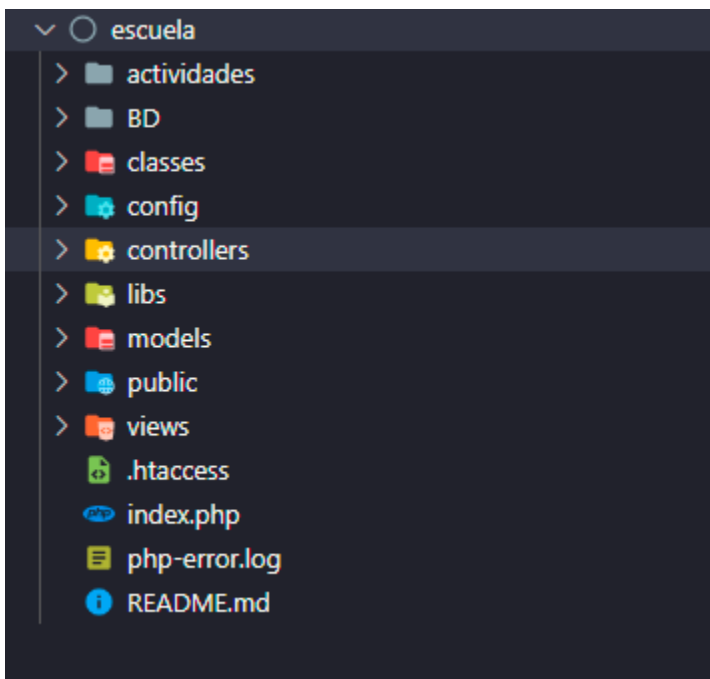 escuela
actividades
BD
classes
config
controllers
libs
models
public
views
.htaccess
index.php
php-error.log
README.md